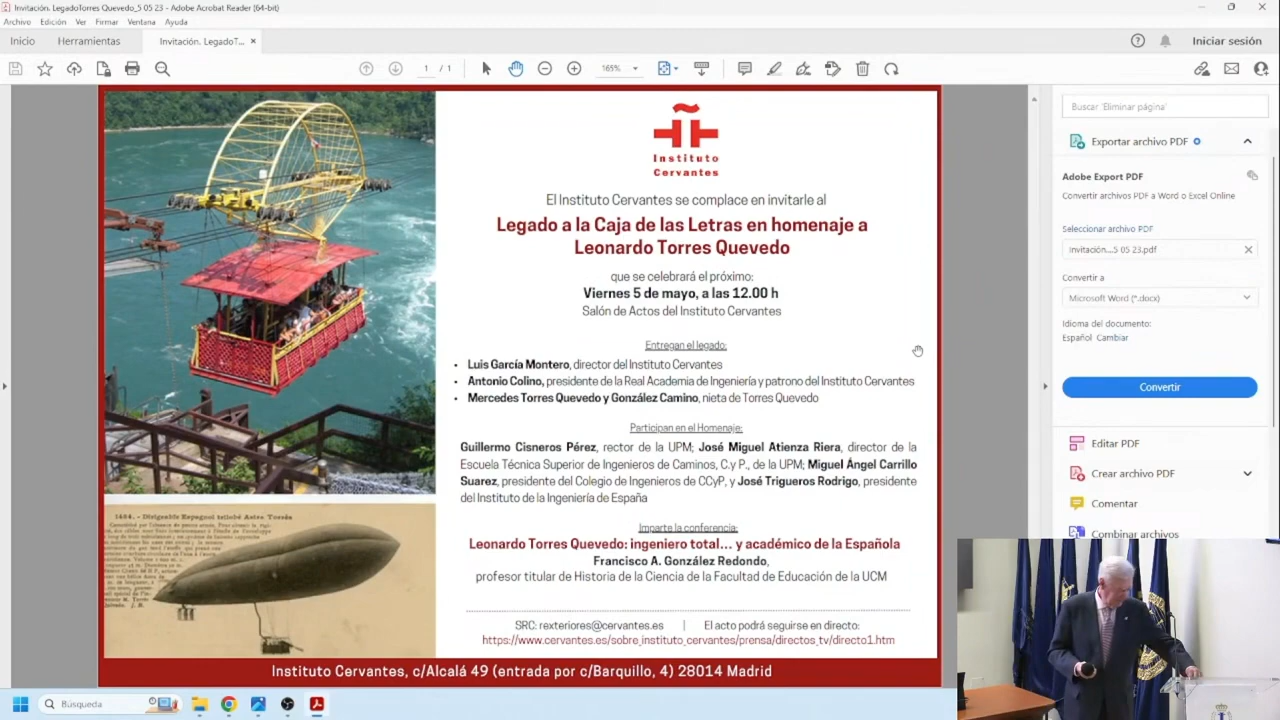 Invitación. LegadoTorres Quevedo_5 05 23 - Adobe Acrobat Reader (64-bit)
Archivo Edición Ver Firmar Ventana Ayuda
Inicio Herramientas Invitación. LegadoT... Iniciar sesión
1 / 1 165%
Buscar 'Eliminar página'
Exportar archivo PDF
Adobe Export PDF
Convertir archivos PDF a Word o Excel Online
Seleccionar archivo PDF
Invitación....5 05 23.pdf
Convertir a
Microsoft Word (*.docx)
Idioma del documento:
Español Cambiar
Convertir
Editar PDF
Crear archivo PDF
Comentar
Combinar archivos
Instituto
Cervantes
El Instituto Cervantes se complace en invitarle al
Legado a la Caja de las Letras en homenaje a
Leonardo Torres Quevedo
que se celebrará el próximo:
Viernes 5 de mayo, a las 12.00 h
Salón de Actos del Instituto Cervantes
Entregan el legado:
• Luis García Montero, director del Instituto Cervantes
• Antonio Colino, presidente de la Real Academia de Ingeniería y patrono del Instituto Cervantes
• Mercedes Torres Quevedo y González Camino, nieta de Torres Quevedo
Participan en el Homenaje:
Guillermo Cisneros Pérez, rector de la UPM; José Miguel Atienza Riera, director de la
Escuela Técnica Superior de Ingenieros de Caminos, C.y P., de la UPM; Miguel Ángel Carrillo
Suarez, presidente del Colegio de Ingenieros de CCyP, y José Trigueros Rodrigo, presidente
del Instituto de la Ingeniería de España
Imparte la conferencia:
Leonardo Torres Quevedo: ingeniero total... y académico de la Española
Francisco A. González Redondo,
profesor titular de Historia de la Ciencia de la Facultad de Educación de la UCM
SRC: rexteriores@cervantes.es | El acto podrá seguirse en directo:
https://www.cervantes.es/sobre_instituto_cervantes/prensa/directos_tv/directo1.htm
1484. - Dirigeable Espagnol trilobé Astra Torrès
Instituto Cervantes, c/Alcalá 49 (entrada por c/Barquillo, 4) 28014 Madrid
Búsqueda